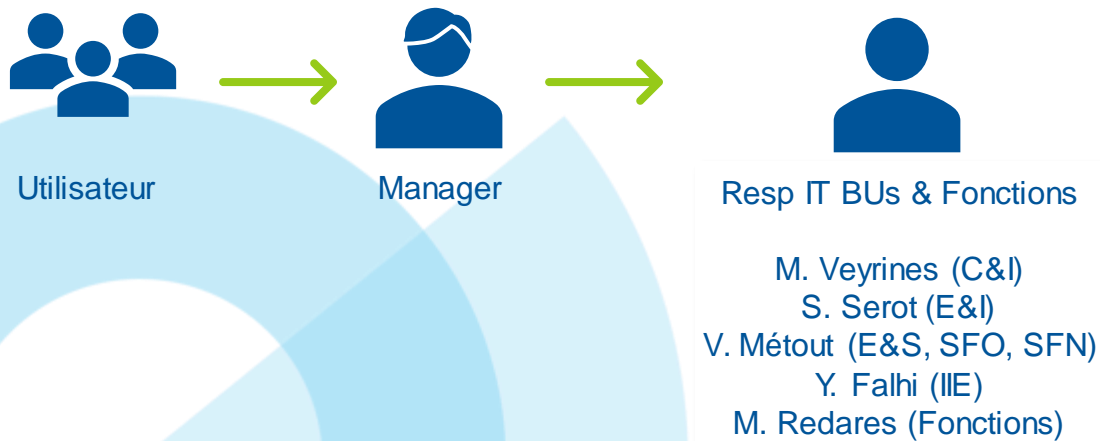 Utilisateur
Manager
Resp IT BUs & Fonctions
M. Veyrines (C&I)
S. Serot (E&I)
V. Métout (E&S, SFO, SFN)
Y. Falhi (IIE)
M. Redares (Fonctions)